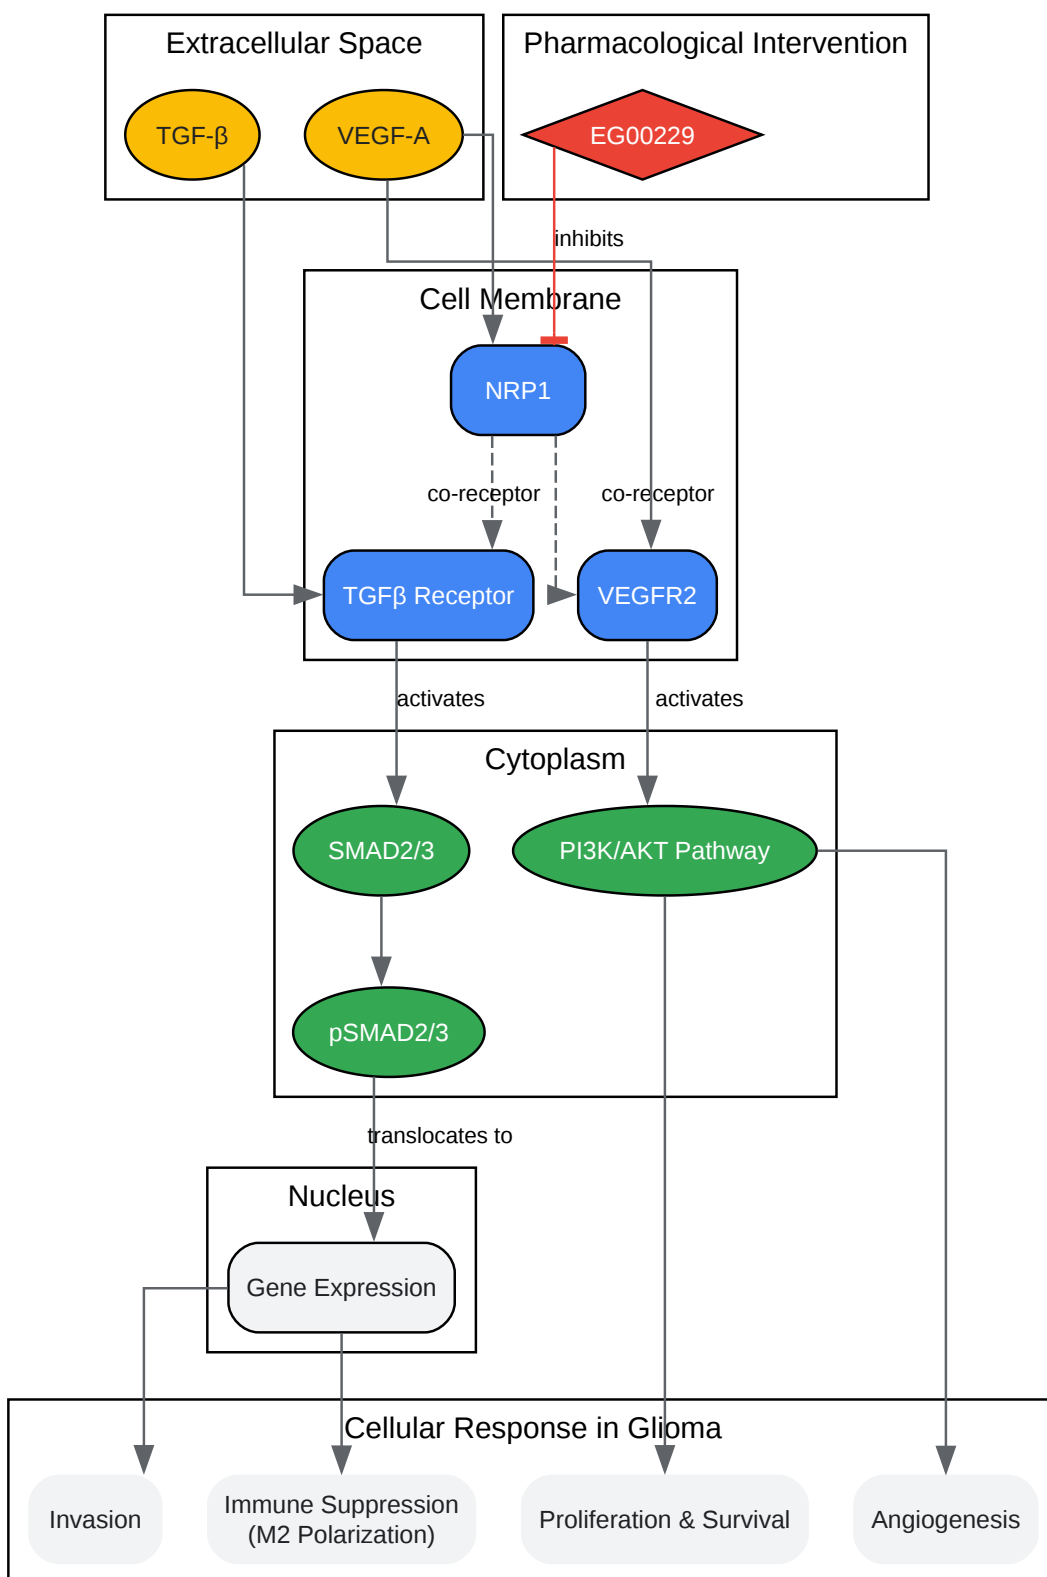 Extracellular Space
Pharmacological Intervention
TGF-β
VEGF-A
EG00229
inhibits
Cell Membrane
NRP1
co-receptor
co-receptor
TGFβ Receptor
VEGFR2
activates
activates
Cytoplasm
SMAD2/3
PI3K/AKT Pathway
pSMAD2/3
translocates to
Nucleus
Gene Expression
Cellular Response in Glioma
Invasion
Immune Suppression
(M2 Polarization)
Proliferation & Survival
Angiogenesis